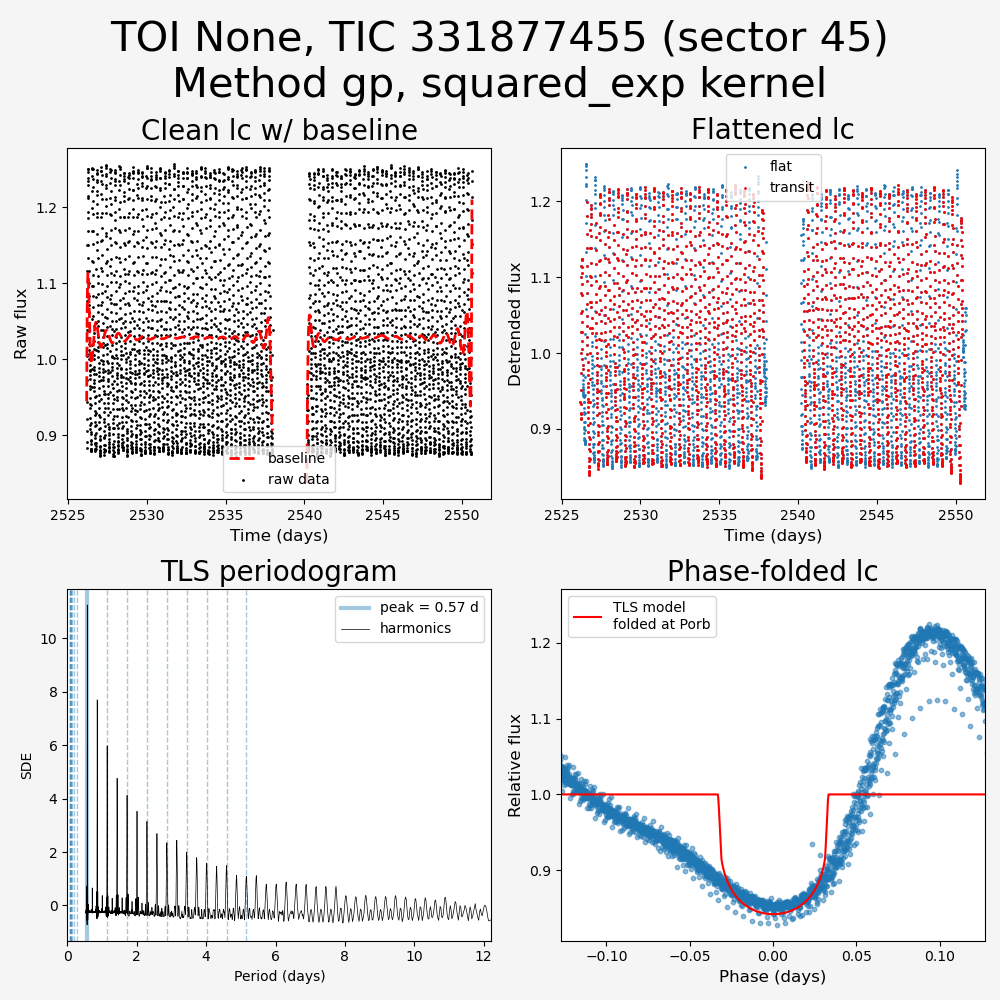 TOI None, TIC 331877455 (sector 45)
Method gp, squared_exp kernel
Clean lc w/ baseline
Raw flux
1.2
1.1
1.0
0.9
baseline
raw data
2525
2530
2535
2540
2545
2550
Time (days)
Flattened lc
Detrended flux
1.2
1.1
1.0
0.9
flat
transit
2525
2530
2535
2540
2545
2550
Time (days)
TLS periodogram
SDE
10
8
6
4
2
0
peak = 0.57 d
harmonics
0
2
4
6
8
10
12
Period (days)
Phase-folded lc
Relative flux
1.2
1.1
1.0
0.9
TLS model
folded at Porb
−0.10
−0.05
0.00
0.05
0.10
Phase (days)